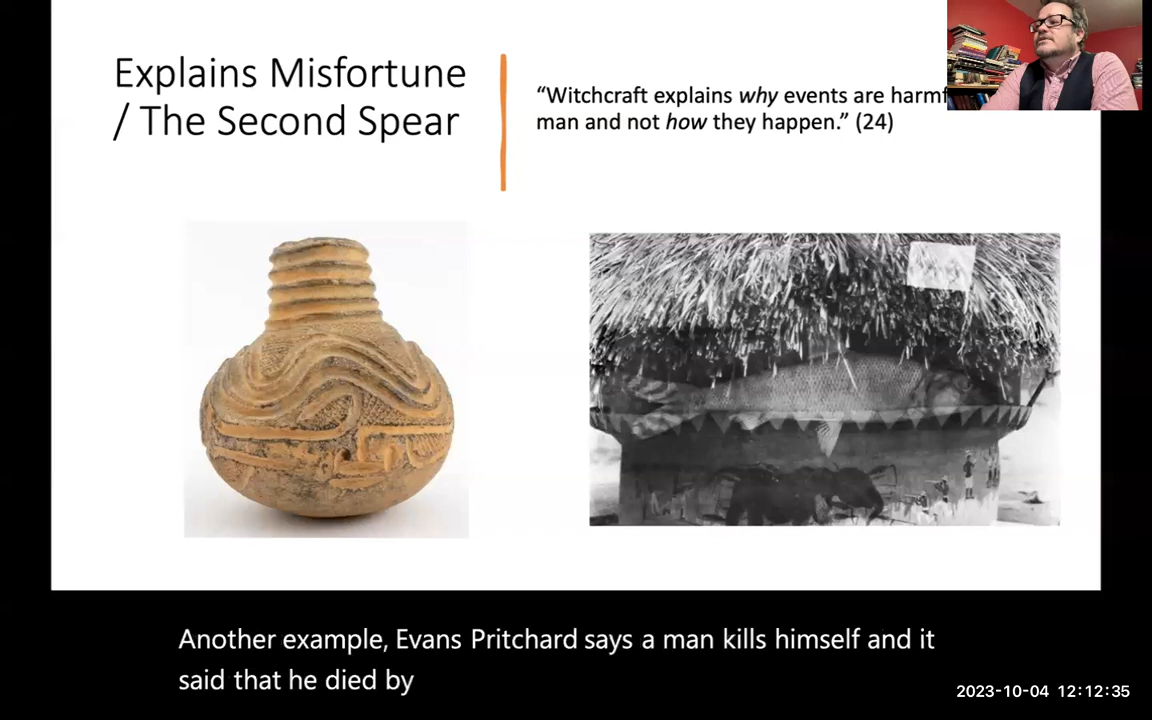 Explains Misfortune
/ The Second Spear
“Witchcraft explains why events are harmf
man and not how they happen.” (24)
Another example, Evans Pritchard says a man kills himself and it
said that he died by
2023-10-04 12:12:35